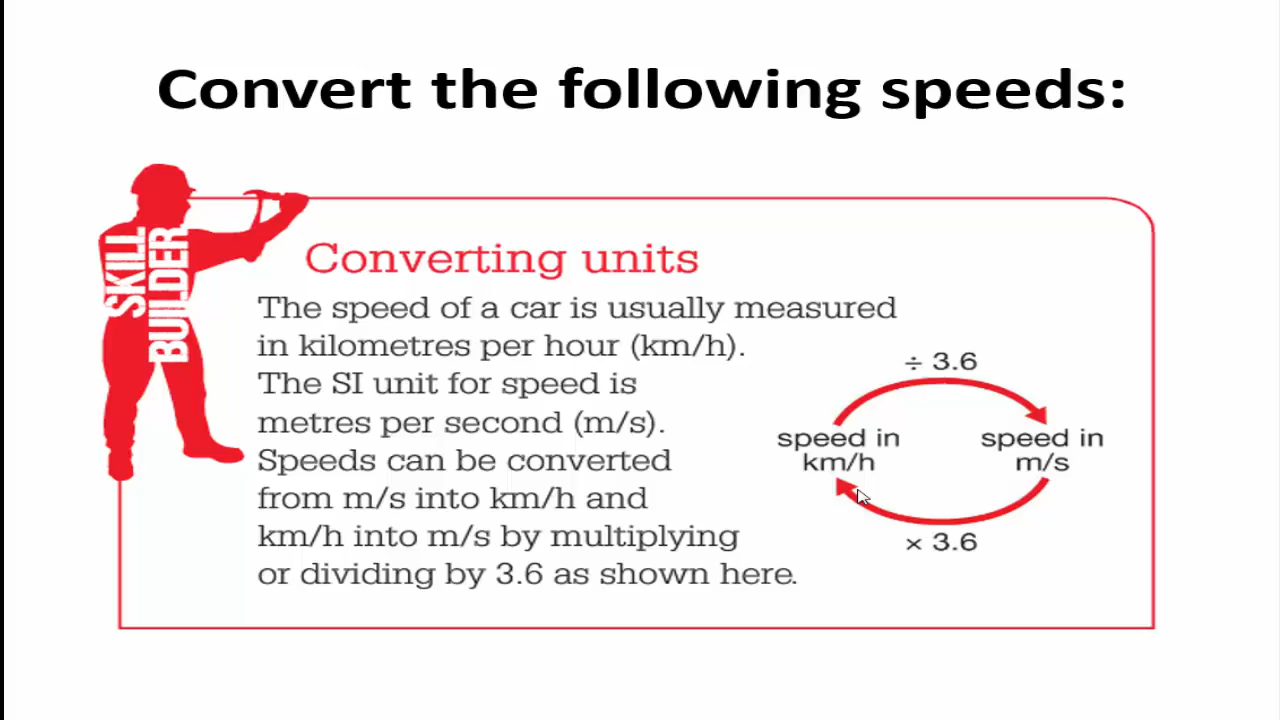 Convert the following speeds:
SKILL
BUILDER
Converting units
The speed of a car is usually measured
in kilometres per hour (km/h).
The SI unit for speed is
metres per second (m/s).
Speeds can be converted
from m/s into km/h and
km/h into m/s by multiplying
or dividing by 3.6 as shown here.
÷ 3.6
speed in
km/h
speed in
m/s
× 3.6